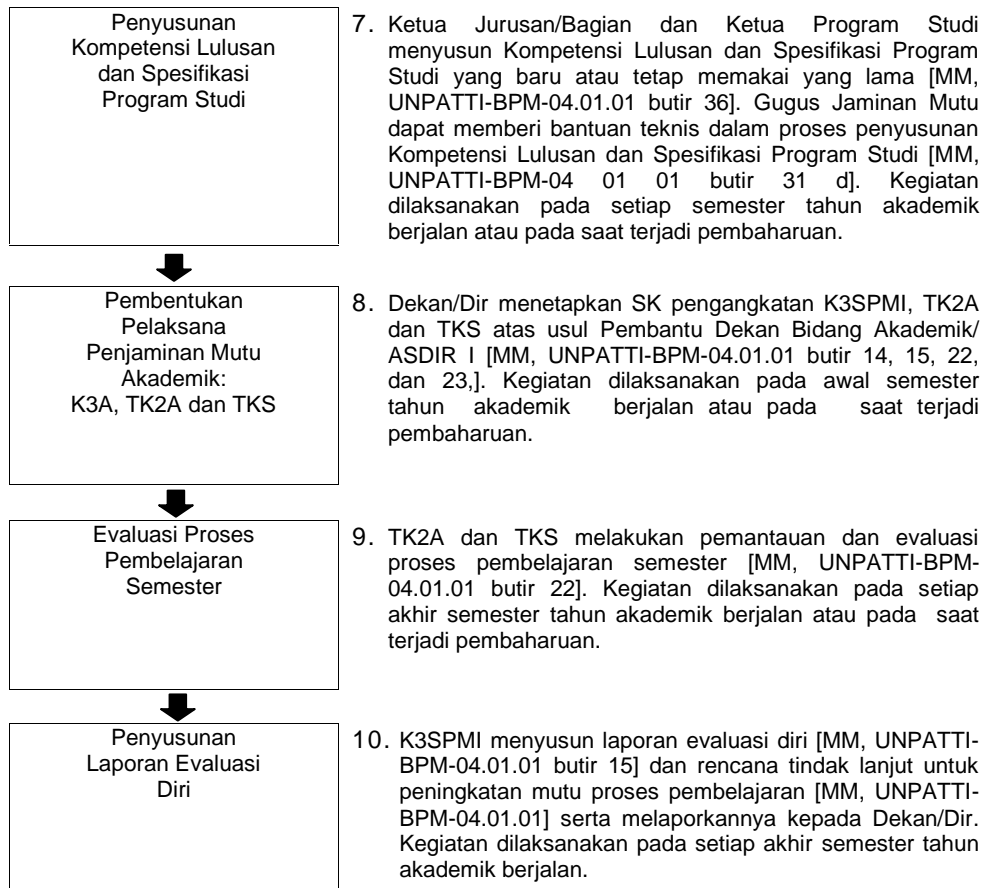 Penyusunan
Kompetensi Lulusan
dan Spesifikasi
Program Studi
7. Ketua Jurusan/Bagian dan Ketua Program Studi
menyusun Kompetensi Lulusan dan Spesifikasi Program
Studi yang baru atau tetap memakai yang lama [MM,
UNPATTI-BPM-04.01.01 butir 36]. Gugus Jaminan Mutu
dapat memberi bantuan teknis dalam proses penyusunan
Kompetensi Lulusan dan Spesifikasi Program Studi [MM,
UNPATTI-BPM-04 01 01 butir 31 d]. Kegiatan
dilaksanakan pada setiap semester tahun akademik
berjalan atau pada saat terjadi pembaharuan.
Pembentukan
Pelaksana
Penjaminan Mutu
Akademik:
K3A, TK2A dan TKS
8. Dekan/Dir menetapkan SK pengangkatan K3SPMI, TK2A
dan TKS atas usul Pembantu Dekan Bidang Akademik/
ASDIR I [MM, UNPATTI-BPM-04.01.01 butir 14, 15, 22,
dan 23,]. Kegiatan dilaksanakan pada awal semester
tahun akademik berjalan atau pada saat terjadi
pembaharuan.
Evaluasi Proses
Pembelajaran
Semester
9. TK2A dan TKS melakukan pemantauan dan evaluasi
proses pembelajaran semester [MM, UNPATTI-BPM-
04.01.01 butir 22]. Kegiatan dilaksanakan pada setiap
akhir semester tahun akademik berjalan atau pada saat
terjadi pembaharuan.
Penyusunan
Laporan Evaluasi
Diri
10. K3SPMI menyusun laporan evaluasi diri [MM, UNPATTI-
BPM-04.01.01 butir 15] dan rencana tindak lanjut untuk
peningkatan mutu proses pembelajaran [MM, UNPATTI-
BPM-04.01.01] serta melaporkannya kepada Dekan/Dir.
Kegiatan dilaksanakan pada setiap akhir semester tahun
akademik berjalan.